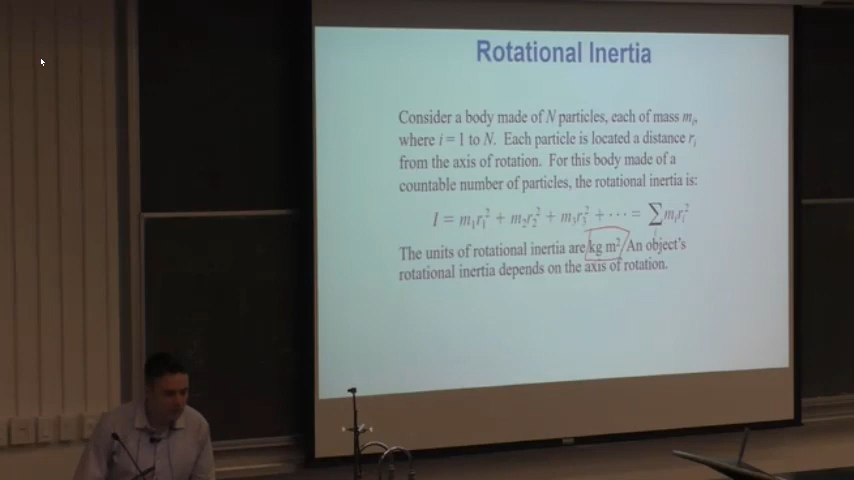 Rotational Inertia
Consider a body made of N particles, each of mass mᵢ,
where i = 1 to N. Each particle is located a distance rᵢ
from the axis of rotation. For this body made of a
countable number of particles, the rotational inertia is:
I = m₁r₁² + m₂r₂² + m₃r₃² + ⋯ = ∑ᵢ mᵢrᵢ²
The units of rotational inertia are kg m². An object's
rotational inertia depends on the axis of rotation.